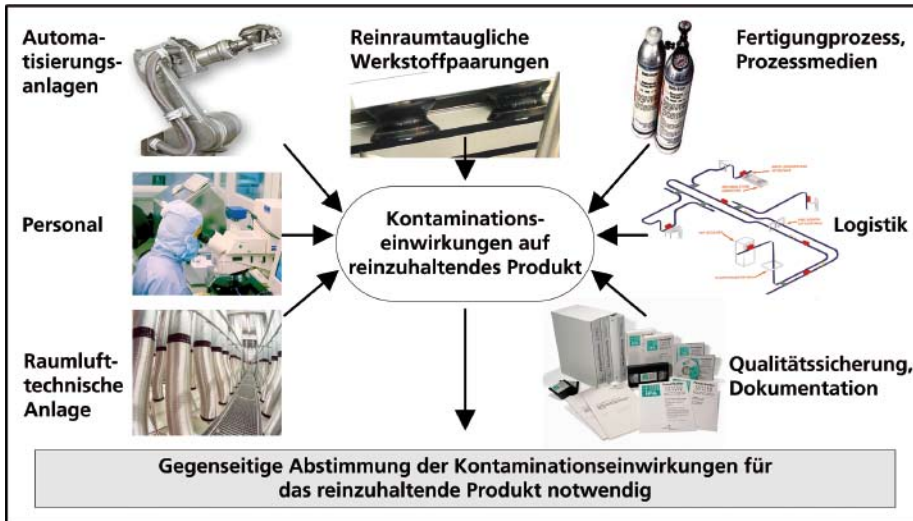 Automa-
tisierungs-
anlagen
Reinraumtaugliche
Werkstoffpaarungen
Fertigungprozess,
Prozessmedien
Personal
Kontaminations-
einwirkungen auf
reinzuhaltendes Produkt
Logistik
Raumluft-
technische
Anlage
Qualitätssicherung,
Dokumentation
Gegenseitige Abstimmung der Kontaminationseinwirkungen für
das reinzuhaltende Produkt notwendig